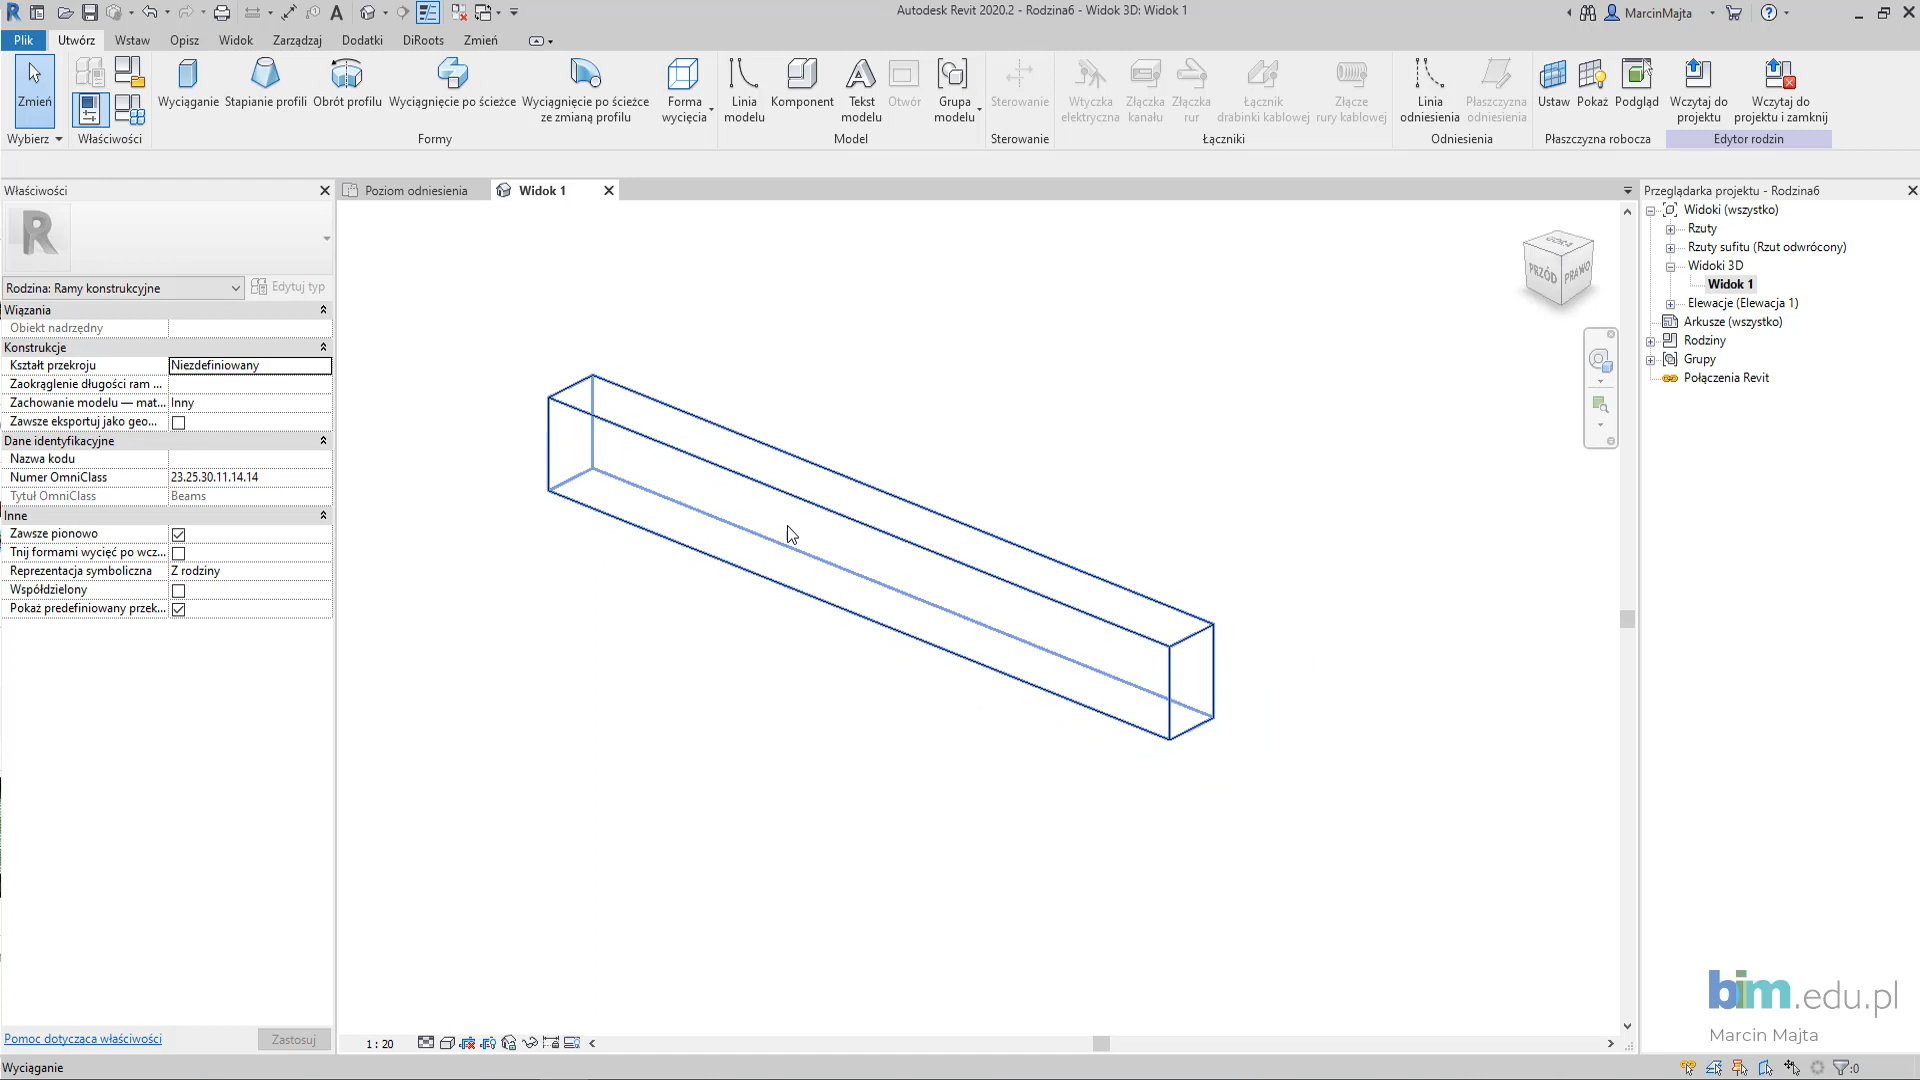 Autodesk Revit 2020.2 - Rodzina6 - Widok 3D: Widok 1
MarcinMajta
Plik Utwórz Wstaw Opisz Widok Zarządzaj Dodatki DiRoots Zmień
Zmień
Wyciąganie
Stapianie profili
Obrót profilu
Wyciągnięcie po ścieżce
Wyciągnięcie po ścieżce
ze zmianą profilu
Forma
wycięcia
Linia
modelu
Komponent
Tekst
modelu
Otwór
Grupa
modelu
Sterowanie
Wtyczka
elektryczna
Złączka
kanału
Złączka
rur
Łącznik
drabinki kablowej
Złącze
rury kablowej
Linia
odniesienia
Płaszczyzna
odniesienia
Ustaw
Pokaż
Podgląd
Wczytaj do
projektu
Wczytaj do
projektu i zamknij
Wybierz Właściwości Formy Model Sterowanie Łączniki Odniesienia Płaszczyzna robocza Edytor rodzin
Właściwości
Rodzina: Ramy konstrukcyjne Edytuj typ
Wiązania
Obiekt nadrzędny
Konstrukcje
Kształt przekroju Niezdefiniowany
Zaokrąglenie długości ram ...
Zachowanie modelu — mat... Inny
Zawsze eksportuj jako geo...
Dane identyfikacyjne
Nazwa kodu
Numer OmniClass 23.25.30.11.14.14
Tytuł OmniClass Beams
Inne
Zawsze pionowo
Tnij formami wycięć po wcz...
Reprezentacja symboliczna Z rodziny
Współdzielony
Pokaż predefiniowany przek...
Pomoc dotycząca właściwości Zastosuj
Wyciąganie
Poziom odniesienia Widok 1
GÓRA
PRZÓD PRAWO
1 : 20
Przeglądarka projektu - Rodzina6
Widoki (wszystko)
Rzuty
Rzuty sufitu (Rzut odwrócony)
Widoki 3D
Widok 1
Elewacje (Elewacja 1)
Arkusze (wszystko)
Rodziny
Grupy
Połączenia Revit
bim.edu.pl
Marcin Majta
:0